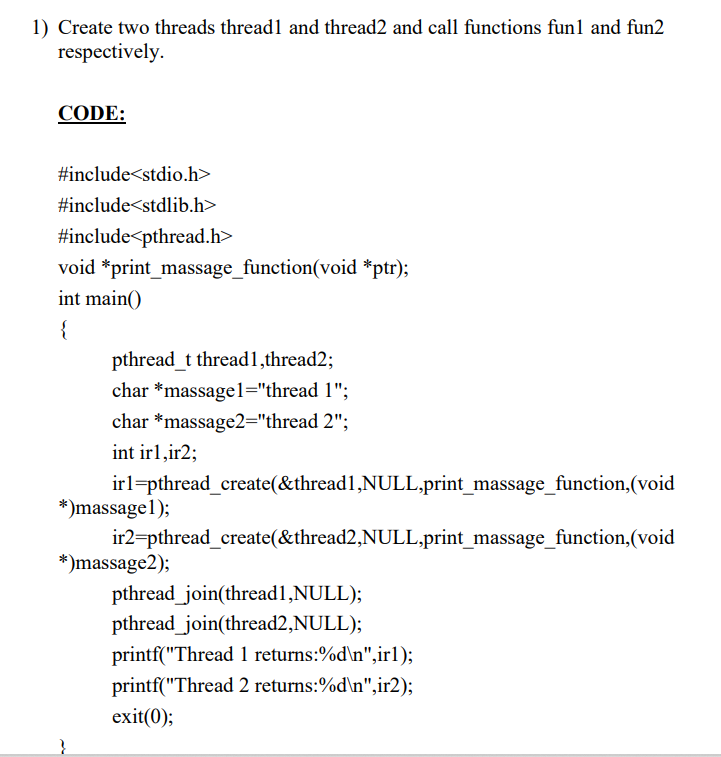 1) Create two threads thread1 and thread2 and call functions fun1 and fun2
respectively.
CODE:
#include<stdio.h>
#include<stdlib.h>
#include<pthread.h>
void *print_massage_function(void *ptr);
int main()
{
pthread_t thread1,thread2;
char *massage1="thread 1";
char *massage2="thread 2";
int ir1,ir2;
ir1=pthread_create(&thread1,NULL,print_massage_function,(void
*)massage1);
ir2=pthread_create(&thread2,NULL,print_massage_function,(void
*)massage2);
pthread_join(thread1,NULL);
pthread_join(thread2,NULL);
printf("Thread 1 returns:%d\n",ir1);
printf("Thread 2 returns:%d\n",ir2);
exit(0);
}